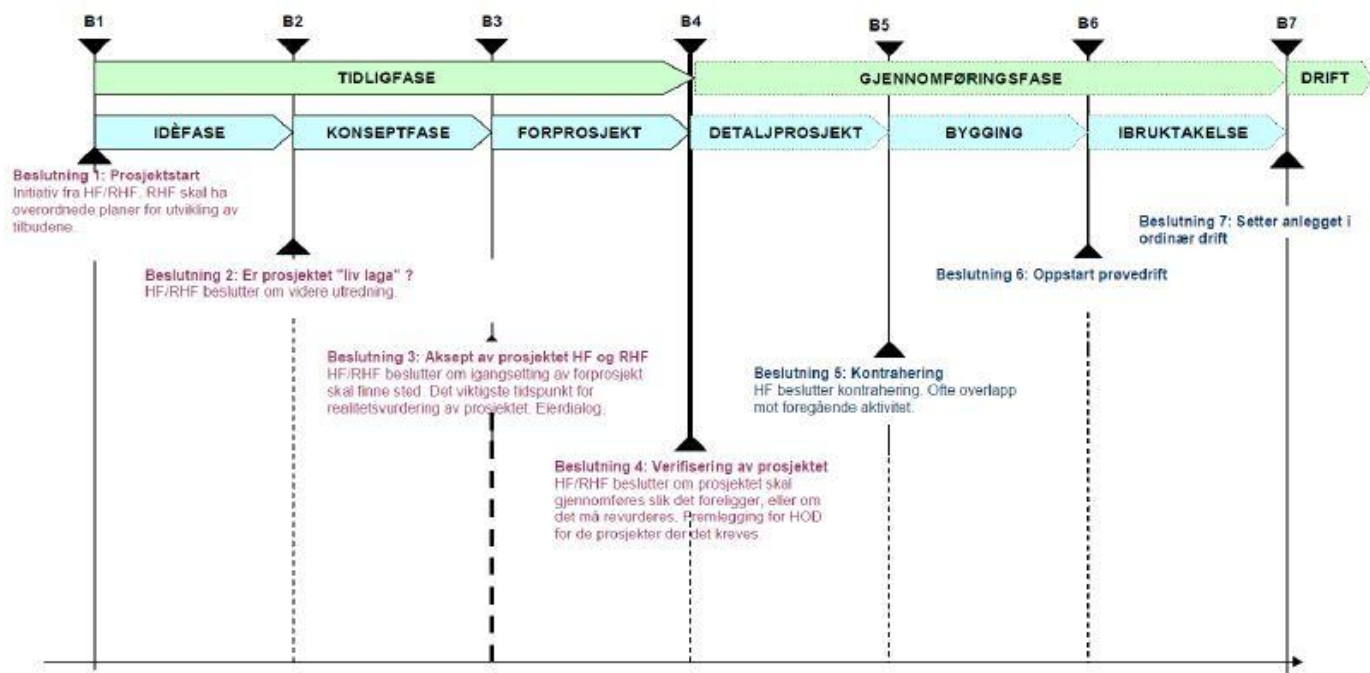 B1
B2
B3
B4
B5
B6
B7
TIDLIGFASE
GJENNOMFØRINGSFASE
DRIFT
IDÈFASE
KONSEPTFASE
FORPROSJEKT
DETALJPROSJEKT
BYGGING
IBRUKTAKELSE
Beslutning 1: Prosjektstart
Initiativ fra HF/RHF. RHF skal ha
overordnede planer for utvikling av
tilbudene.
Beslutning 2: Er prosjektet "liv laga" ?
HF/RHF beslutter om videre utredning.
Beslutning 3: Aksept av prosjektet HF og RHF
HF/RHF beslutter om igangsetting av forprosjekt
skal finne sted. Det viktigste tidspunkt for
realitetsvurdering av prosjektet. Eierdialog.
Beslutning 4: Verifisering av prosjektet
HF/RHF beslutter om prosjektet skal
gjennomføres slik det foreligger, eller om
det må revurderes. Fremlegging for HOD
for de prosjekter der det kreves.
Beslutning 5: Kontrahering
HF beslutter kontrahering. Ofte overlapp
mot foregående aktivitet.
Beslutning 6: Oppstart prøvedrift
Beslutning 7: Setter anlegget i
ordinær drift